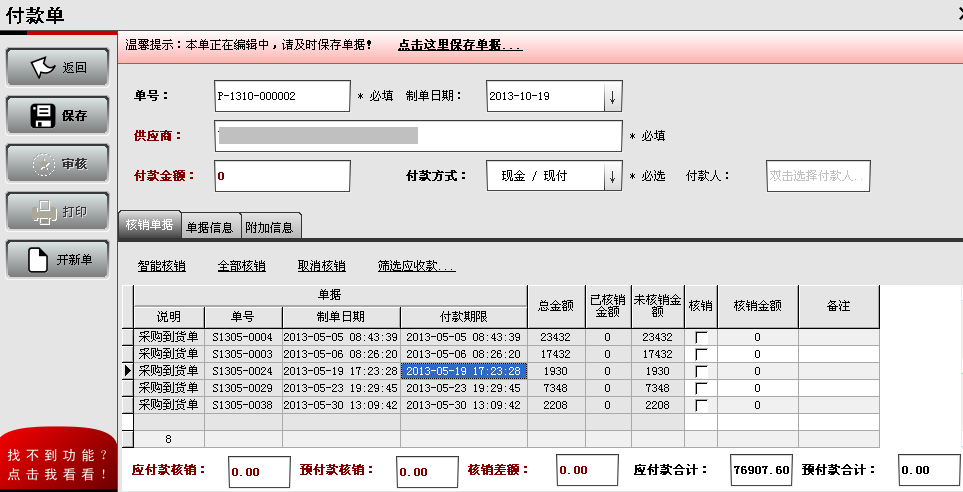 付款单
返回
保存
审核
打印
开新单
找不到功能？
点击我看看！
温馨提示：本单正在编辑中，请及时保存单据！ 点击这里保存单据...
单号： P-1310-000002 * 必填 制单日期： 2013-10-19
供应商： * 必填
付款金额： 0 付款方式： 现金 / 现付 * 必选 付款人： 双击选择付款人..
核销单据 单据信息 附加信息
智能核销 全部核销 取消核销 筛选应收款...
单据 总金额 已核销金额 未核销金额 核销 核销金额 备注
说明 单号 制单日期 付款期限
采购到货单 S1305-0004 2013-05-05 08:43:39 2013-05-05 08:43:39 23432 0 23432 0
采购到货单 S1305-0003 2013-05-06 08:26:20 2013-05-06 08:26:20 17432 0 17432 0
采购到货单 S1305-0024 2013-05-19 17:23:28 2013-05-19 17:23:28 1930 0 1930 0
采购到货单 S1305-0029 2013-05-23 19:29:45 2013-05-23 19:29:45 7348 0 7348 0
采购到货单 S1305-0038 2013-05-30 13:09:42 2013-05-30 13:09:42 2208 0 2208 0
8
应付款核销： 0.00 预付款核销： 0.00 核销差额： 0.00 应付款合计： 76907.60 预付款合计： 0.00